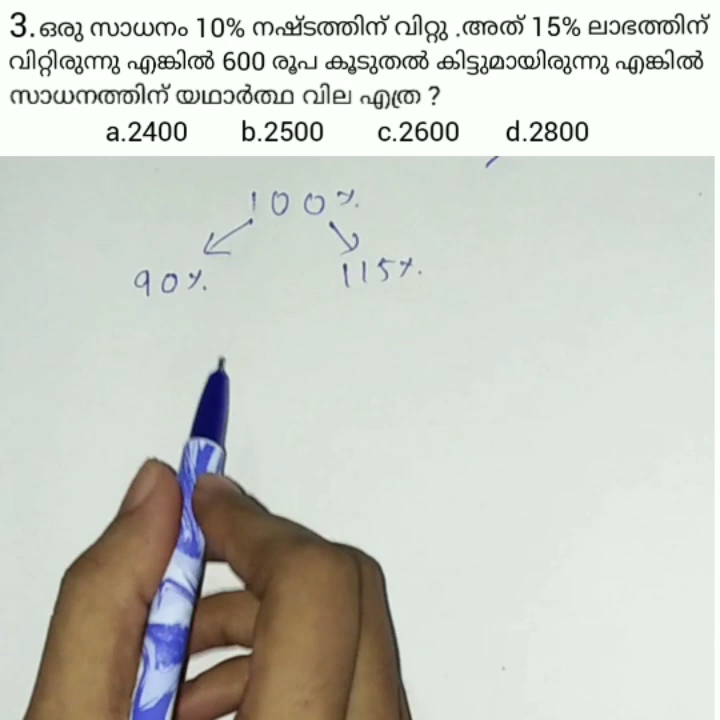 3.ഒരു സാധനം 10% നഷ്ടത്തിന് വിറ്റു .അത് 15% ലാഭത്തിന്
വിറ്റിരുന്നു എങ്കിൽ 600 രൂപ കൂടുതൽ കിട്ടുമായിരുന്നു എങ്കിൽ
സാധനത്തിന് യഥാർത്ഥ വില എത്ര ?
a.2400 b.2500 c.2600 d.2800
100%
90% 115%